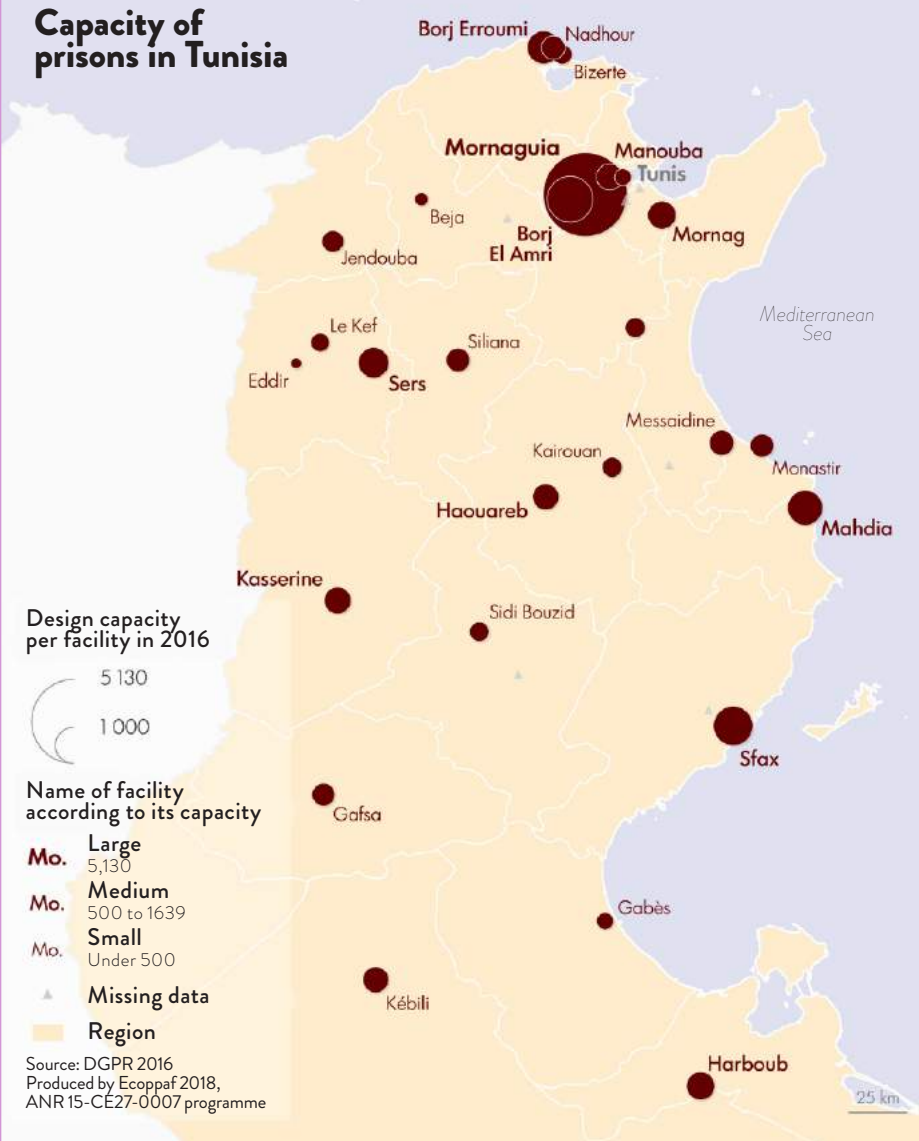 Capacity of
prisons in Tunisia
Borj Erroumi
Nadhour
Bizerte
Mornaguia
Manouba
Tunis
Beja
Borj
El Amri
Mornag
Jendouba
Mediterranean
Sea
Le Kef
Siliana
Eddir
Sers
Messaidine
Kairouan
Monastir
Haouareb
Mahdia
Kasserine
Sidi Bouzid
Design capacity
per facility in 2016
5 130
1 000
Sfax
Name of facility
according to its capacity
Gafsa
Mo. Large
5,130
Mo. Medium
500 to 1639
Mo. Small
Under 500
Missing data
Region
Gabès
Kébili
Source: DGPR 2016
Produced by Ecoppaf 2018,
ANR 15-CE27-0007 programme
Harboub
25 km